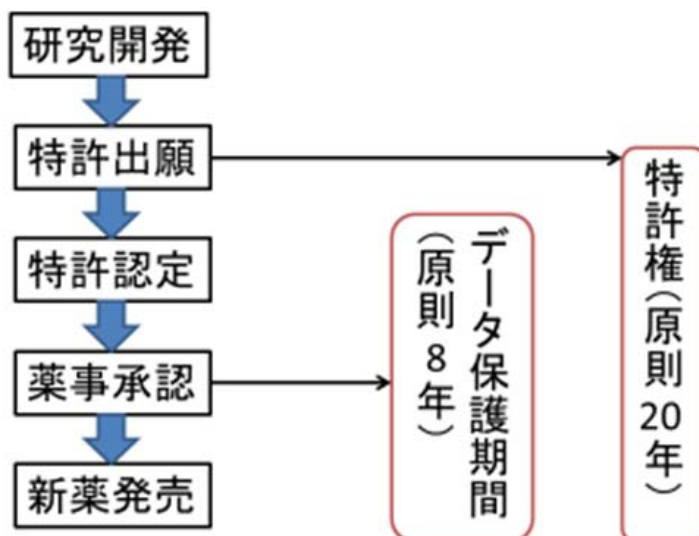 研究開発
特許出願
特許認定
薬事承認
新薬発売
データ保護期間
（原則8年）
特許権（原則20年）